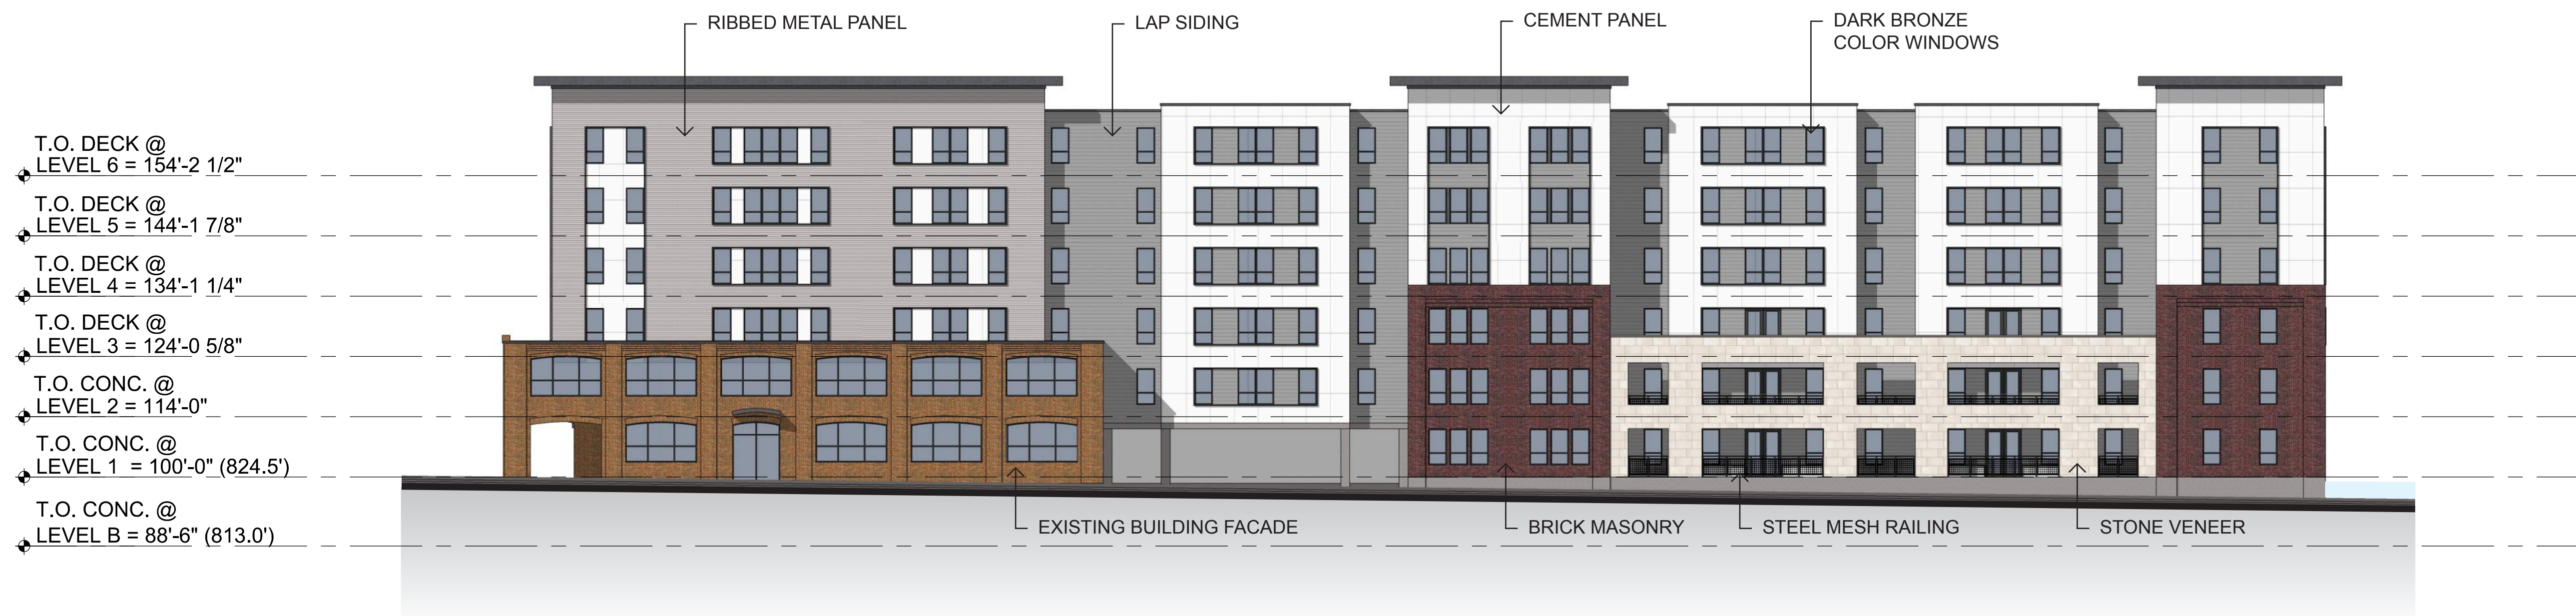 RIBBED METAL PANEL
LAP SIDING
CEMENT PANEL
DARK BRONZE
COLOR WINDOWS
T.O. DECK @
LEVEL 6 = 154'-2 1/2"
T.O. DECK @
LEVEL 5 = 144'-1 7/8"
T.O. DECK @
LEVEL 4 = 134'-1 1/4"
T.O. DECK @
LEVEL 3 = 124'-0 5/8"
T.O. CONC. @
LEVEL 2 = 114'-0"
T.O. CONC. @
LEVEL 1 = 100'-0" (824.5')
T.O. CONC. @
LEVEL B = 88'-6" (813.0')
EXISTING BUILDING FACADE
BRICK MASONRY
STEEL MESH RAILING
STONE VENEER